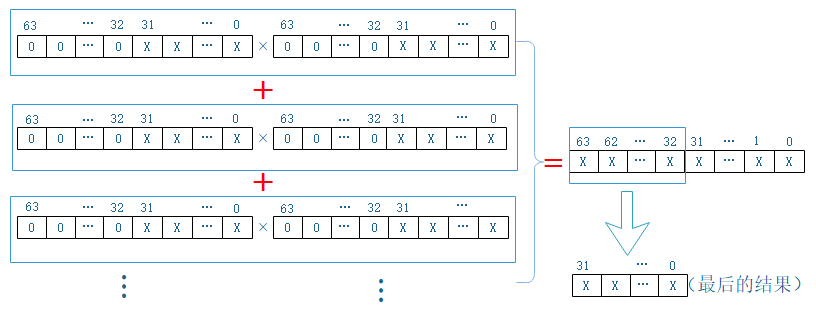 63 … 32 31 … 0 63 … 32 31 … 0
0 0 … 0 X X … X × 0 0 … 0 X X … X
+
63 … 32 31 … 0 63 … 32 31 … 0
0 0 … 0 X X … X × 0 0 … 0 X X … X
+
63 … 32 31 … 0 63 … 32 31 …
0 0 … 0 X X … X × 0 0 … 0 X X … X
⋮ ⋮
=
63 62 … 32 31 … 1 0
X X … X X … X X
31 … 0
X X … X (最后的结果)